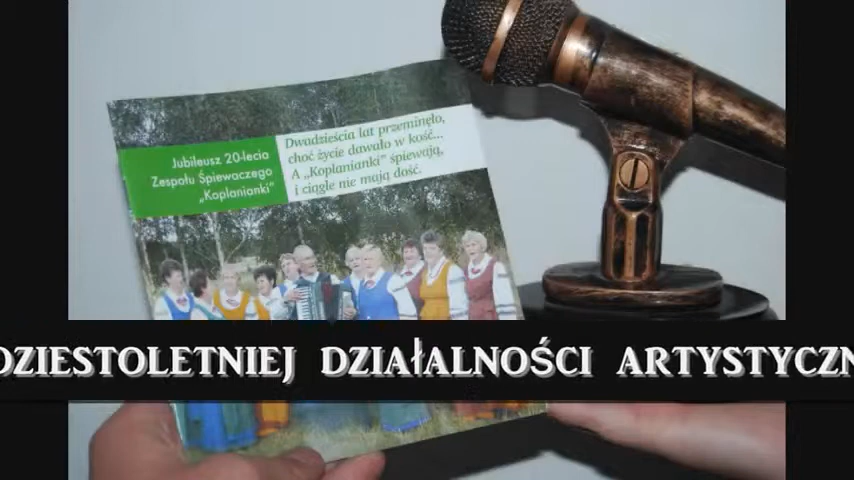 Jubileusz 20-lecia
Zespołu Śpiewaczego
„Koplanianki"
Dwadzieścia lat przeminęło,
choć życie dawało w kość...
A „Koplanianki" śpiewają,
i ciągle nie mają dość.
DZIESTOLETNIEJ DZIAłALNOŚCI ARTYSTYCZN